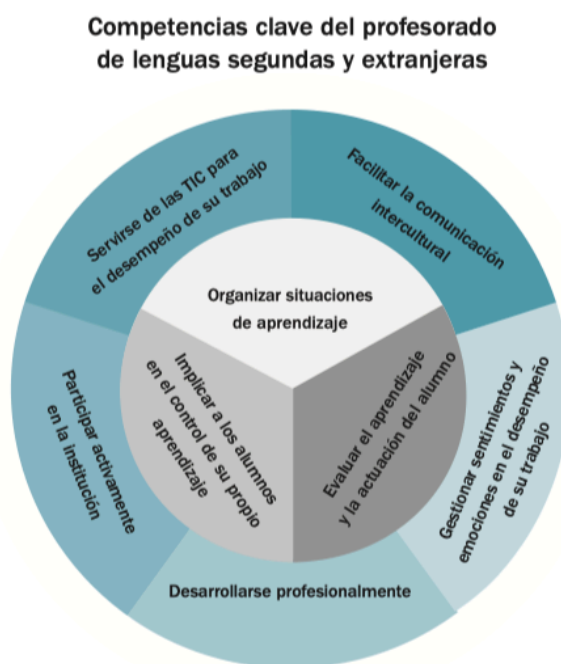 Competencias clave del profesorado
de lenguas segundas y extranjeras
Servirse de las TIC para
el desempeño de su trabajo
Facilitar la comunicación
intercultural
Organizar situaciones
de aprendizaje
Implicar a los alumnos
en el control de su propio
aprendizaje
Evaluar el aprendizaje
y la actuación del alumno
Participar activamente
en la institución
Gestionar sentimientos y
emociones en el desempeño
de su trabajo
Desarrollarse profesionalmente